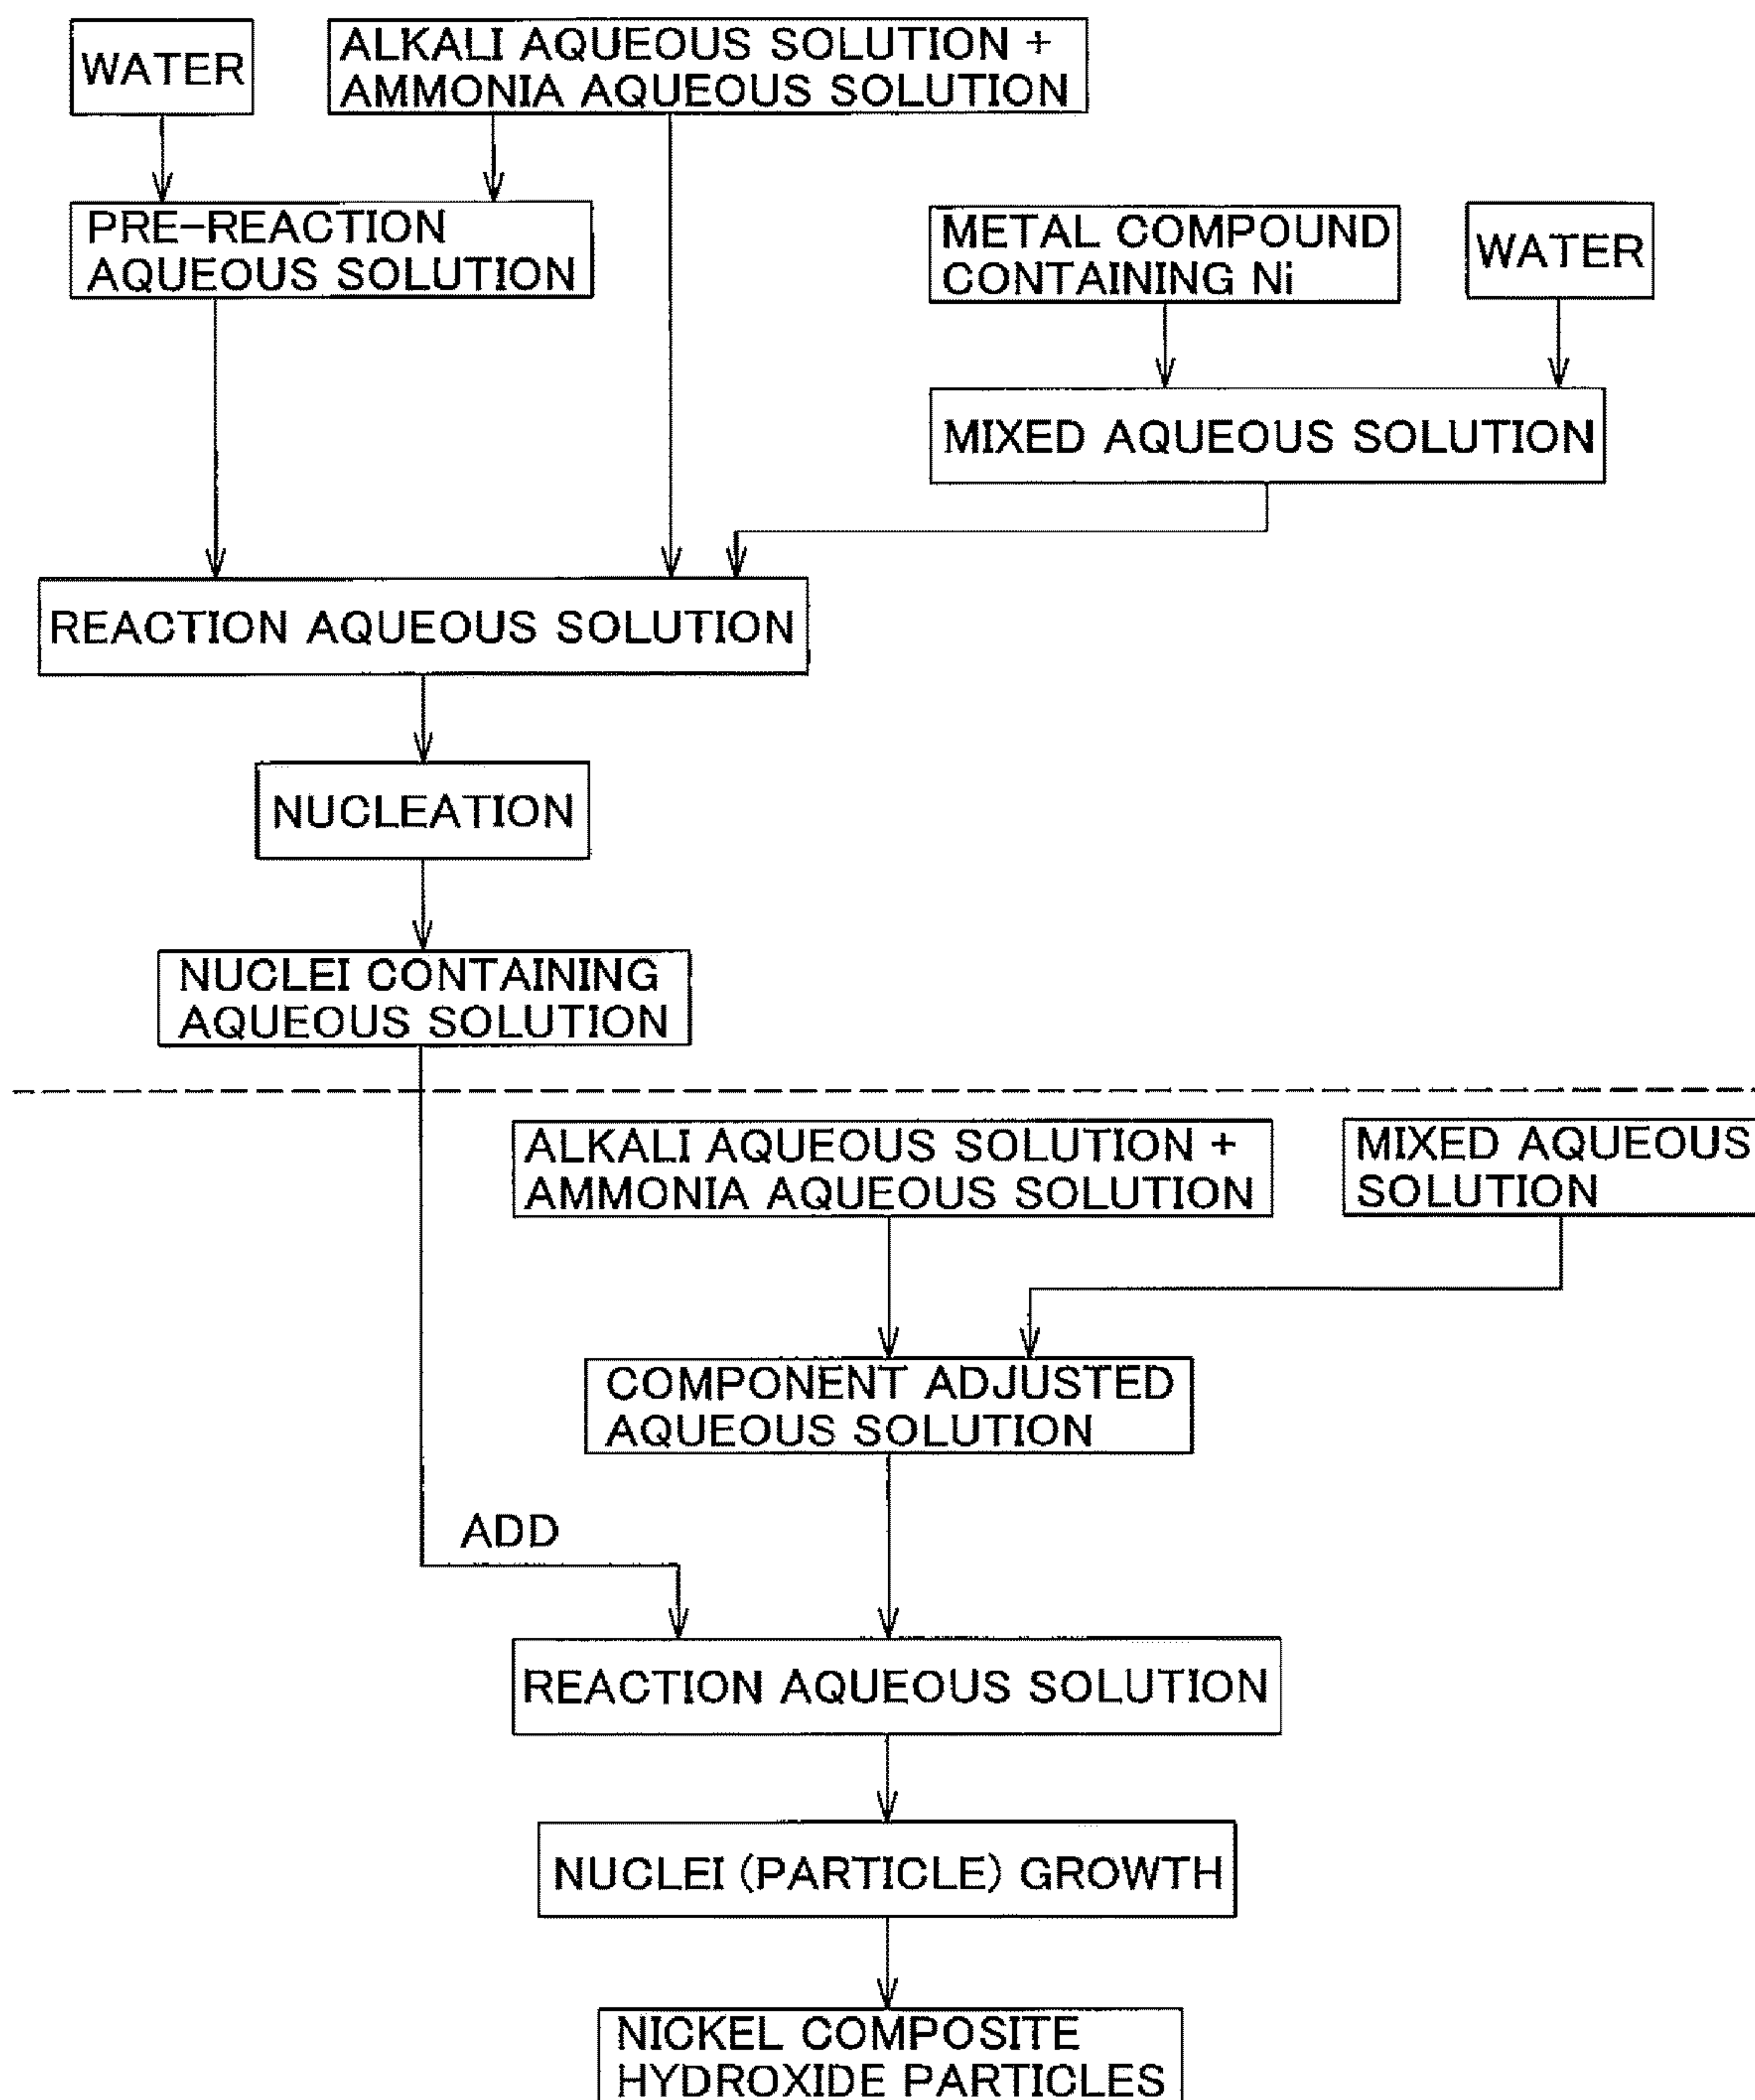 WATER
ALKALI AQUEOUS SOLUTION +
AMMONIA AQUEOUS SOLUTION
PRE-REACTION
AQUEOUS SOLUTION
METAL COMPOUND
CONTAINING Ni
WATER
MIXED AQUEOUS SOLUTION
REACTION AQUEOUS SOLUTION
NUCLEATION
NUCLEI CONTAINING
AQUEOUS SOLUTION
ALKALI AQUEOUS SOLUTION +
AMMONIA AQUEOUS SOLUTION
MIXED AQUEOUS
SOLUTION
COMPONENT ADJUSTED
AQUEOUS SOLUTION
ADD
REACTION AQUEOUS SOLUTION
NUCLEI (PARTICLE) GROWTH
NICKEL COMPOSITE
HYDROXIDE PARTICLES